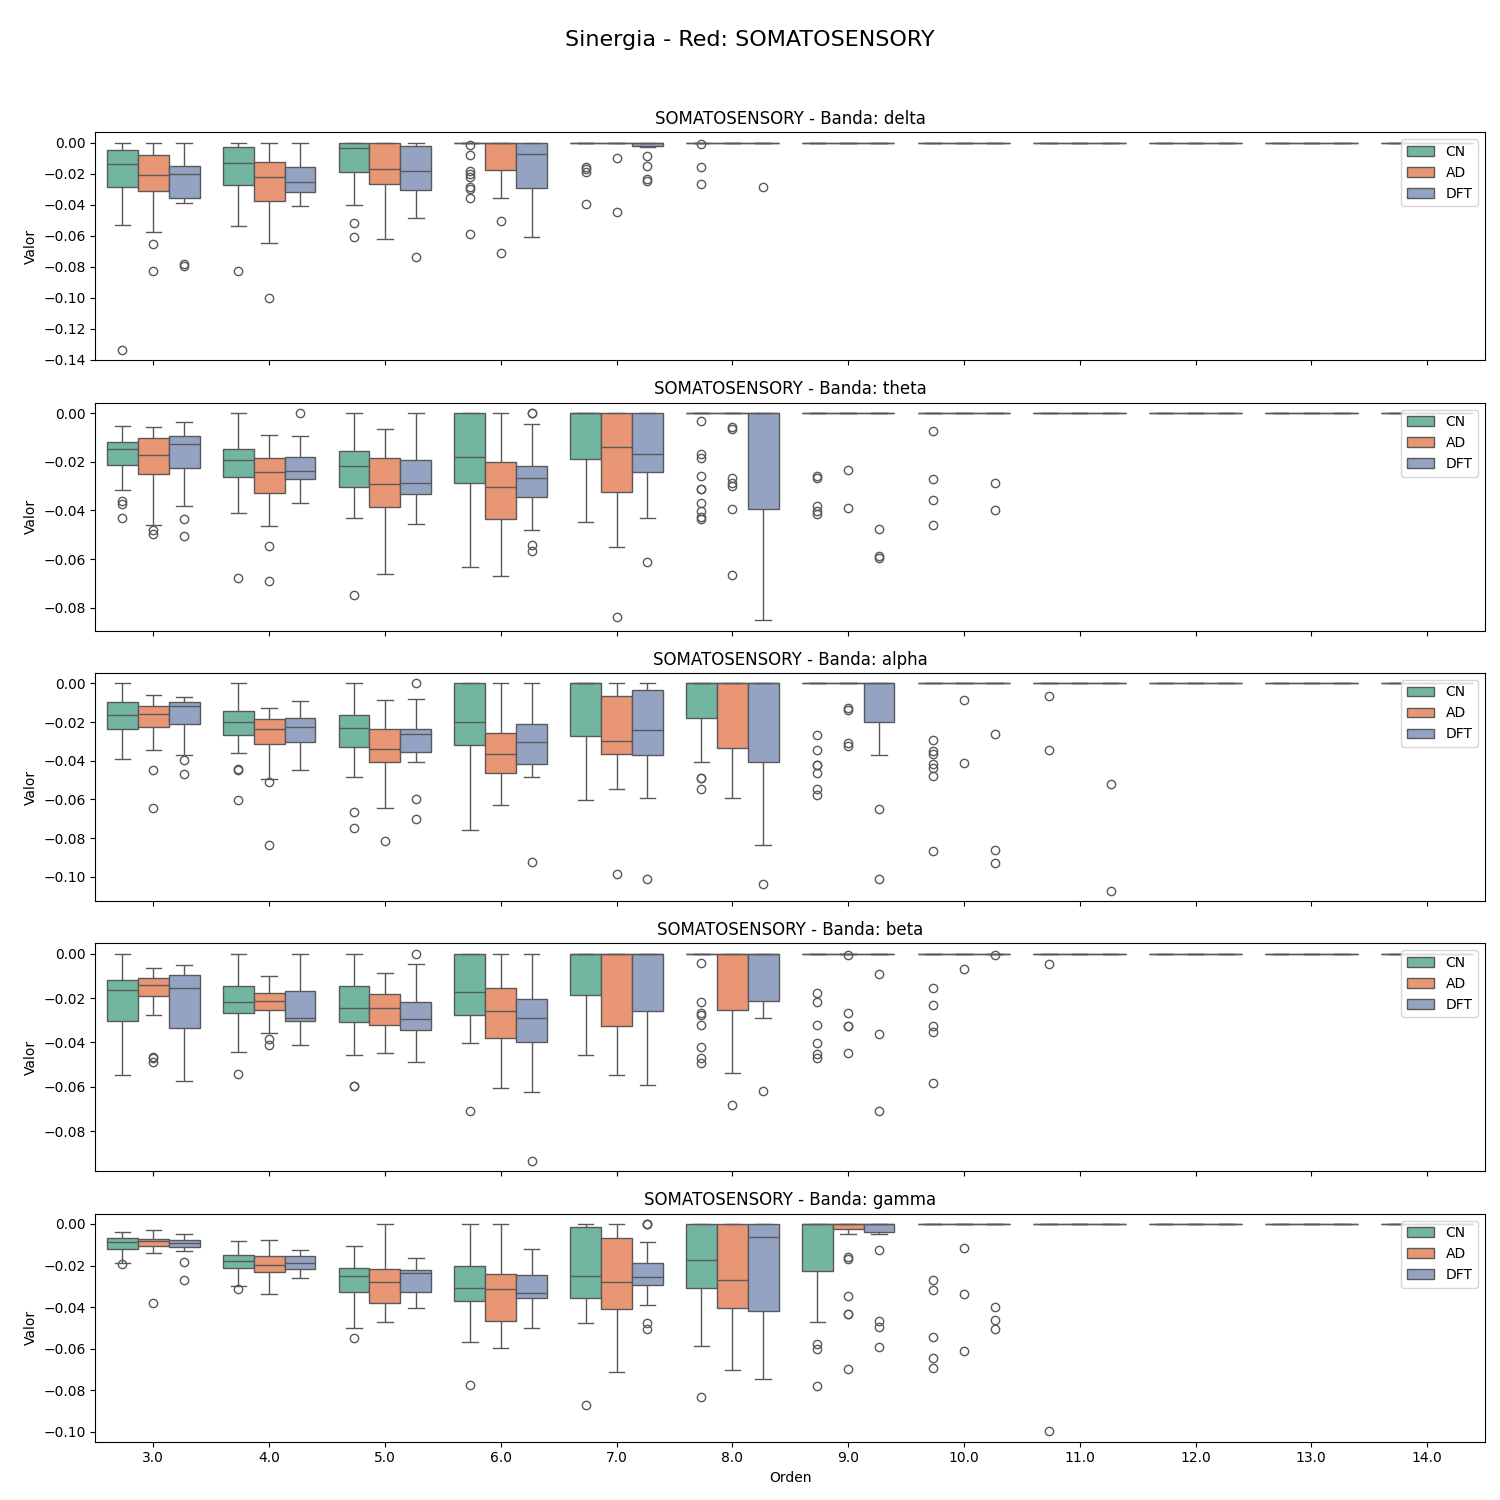 Sinergia - Red: SOMATOSENSORY
SOMATOSENSORY - Banda: delta
0.00
−0.02
−0.04
−0.06
−0.08
−0.10
−0.12
−0.14
Valor
CN
AD
DFT
SOMATOSENSORY - Banda: theta
0.00
−0.02
−0.04
−0.06
−0.08
Valor
CN
AD
DFT
SOMATOSENSORY - Banda: alpha
0.00
−0.02
−0.04
−0.06
−0.08
−0.10
Valor
CN
AD
DFT
SOMATOSENSORY - Banda: beta
0.00
−0.02
−0.04
−0.06
−0.08
Valor
CN
AD
DFT
SOMATOSENSORY - Banda: gamma
0.00
−0.02
−0.04
−0.06
−0.08
−0.10
Valor
CN
AD
DFT
3.0 4.0 5.0 6.0 7.0 8.0 9.0 10.0 11.0 12.0 13.0 14.0
Orden